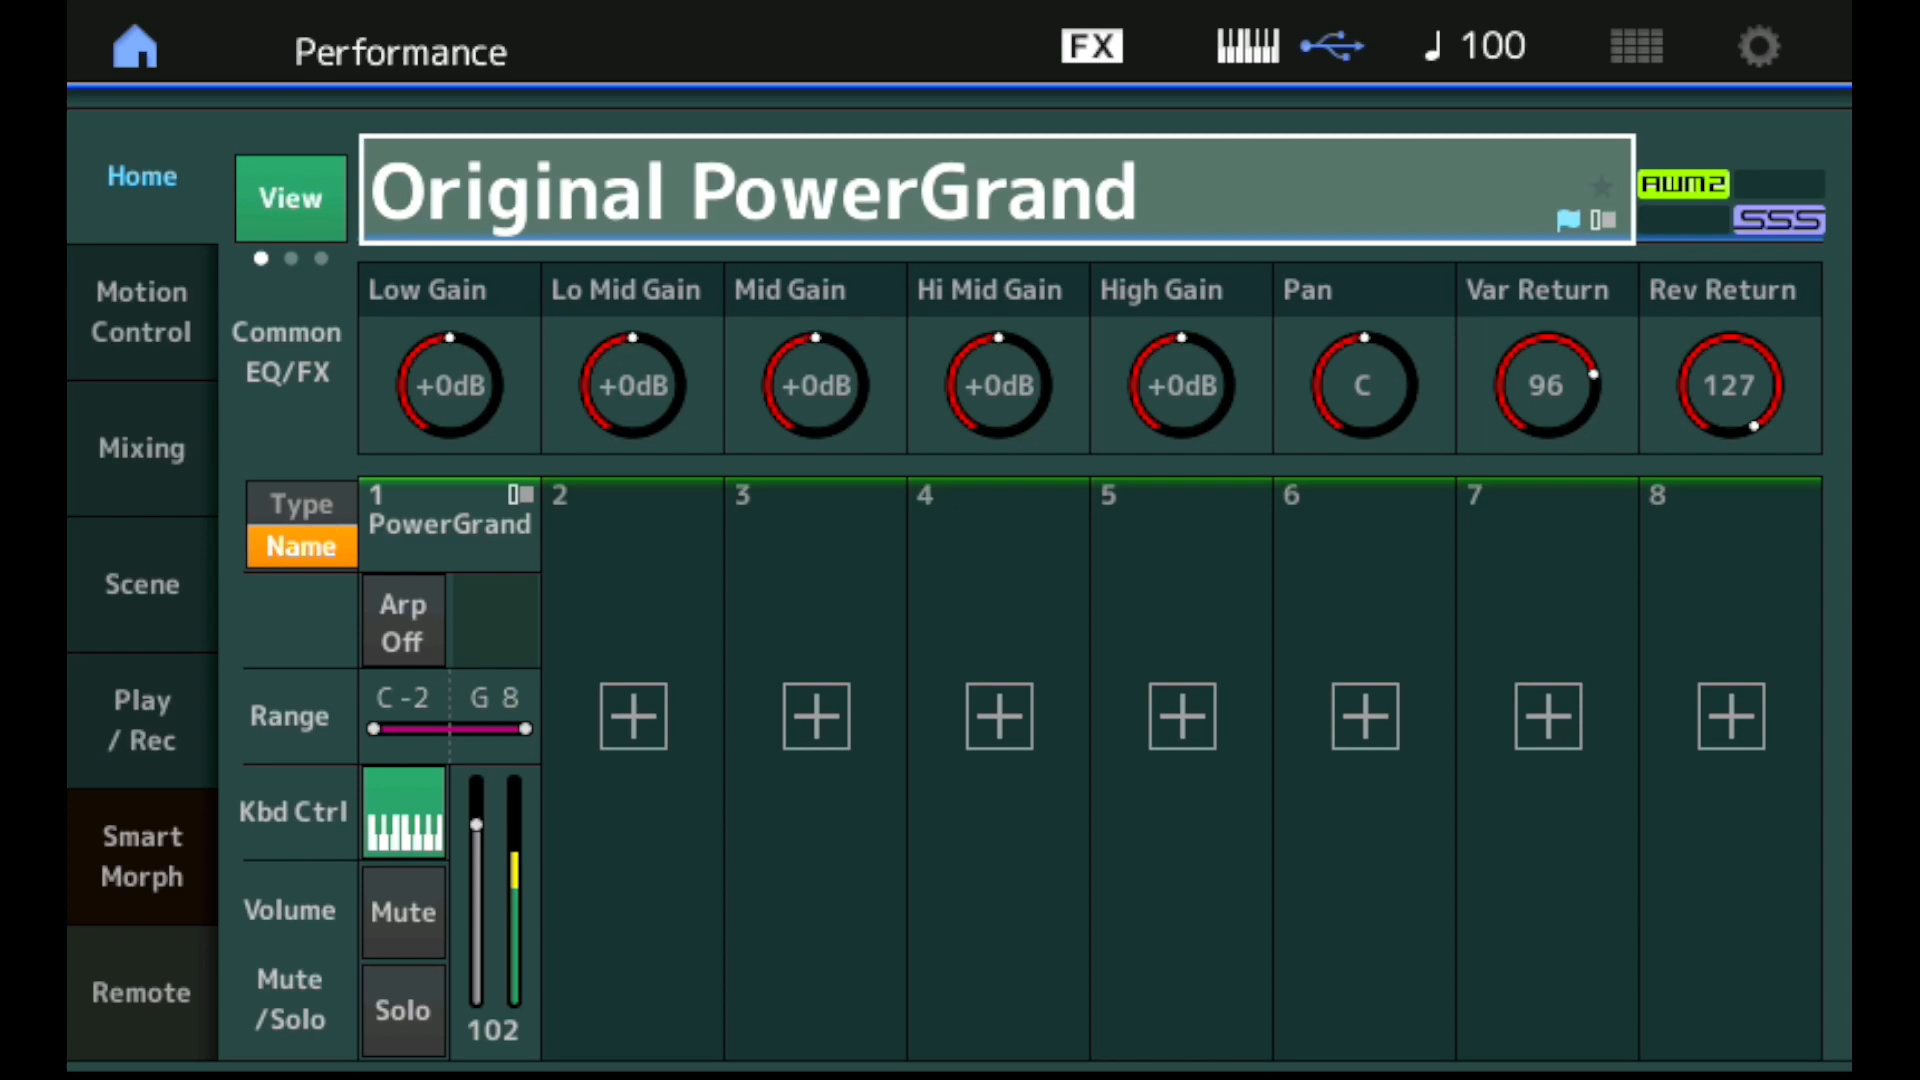 Performance
FX
100
Home
View
Original PowerGrand
AWM2
SSS
Low Gain
Lo Mid Gain
Mid Gain
Hi Mid Gain
High Gain
Pan
Var Return
Rev Return
Motion
Control
Common
EQ/FX
+0dB
+0dB
+0dB
+0dB
+0dB
C
96
127
Mixing
Type
Name
1
2
3
4
5
6
7
8
PowerGrand
Scene
Arp
Off
Play
/ Rec
Range
C -2
G 8
Smart
Morph
Kbd Ctrl
Volume
Mute
Remote
Mute
/Solo
Solo
102